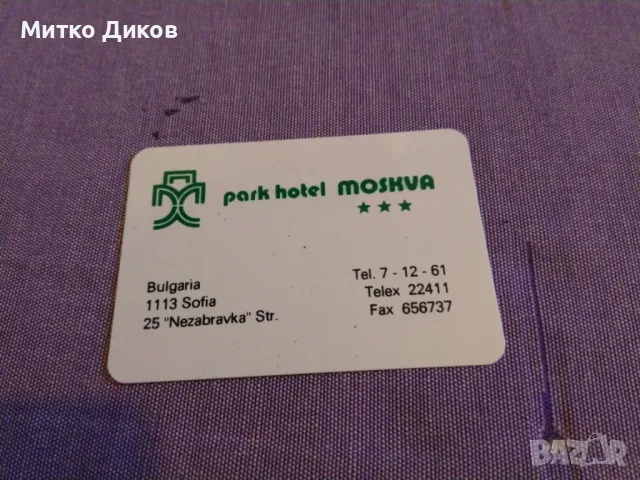 Митко Диков
park hotel MOSKVA
★★★
Bulgaria
1113 Sofia
25 "Nezabravka" Str.
Tel. 7 - 12 - 61
Telex 22411
Fax 656737
BAZAR